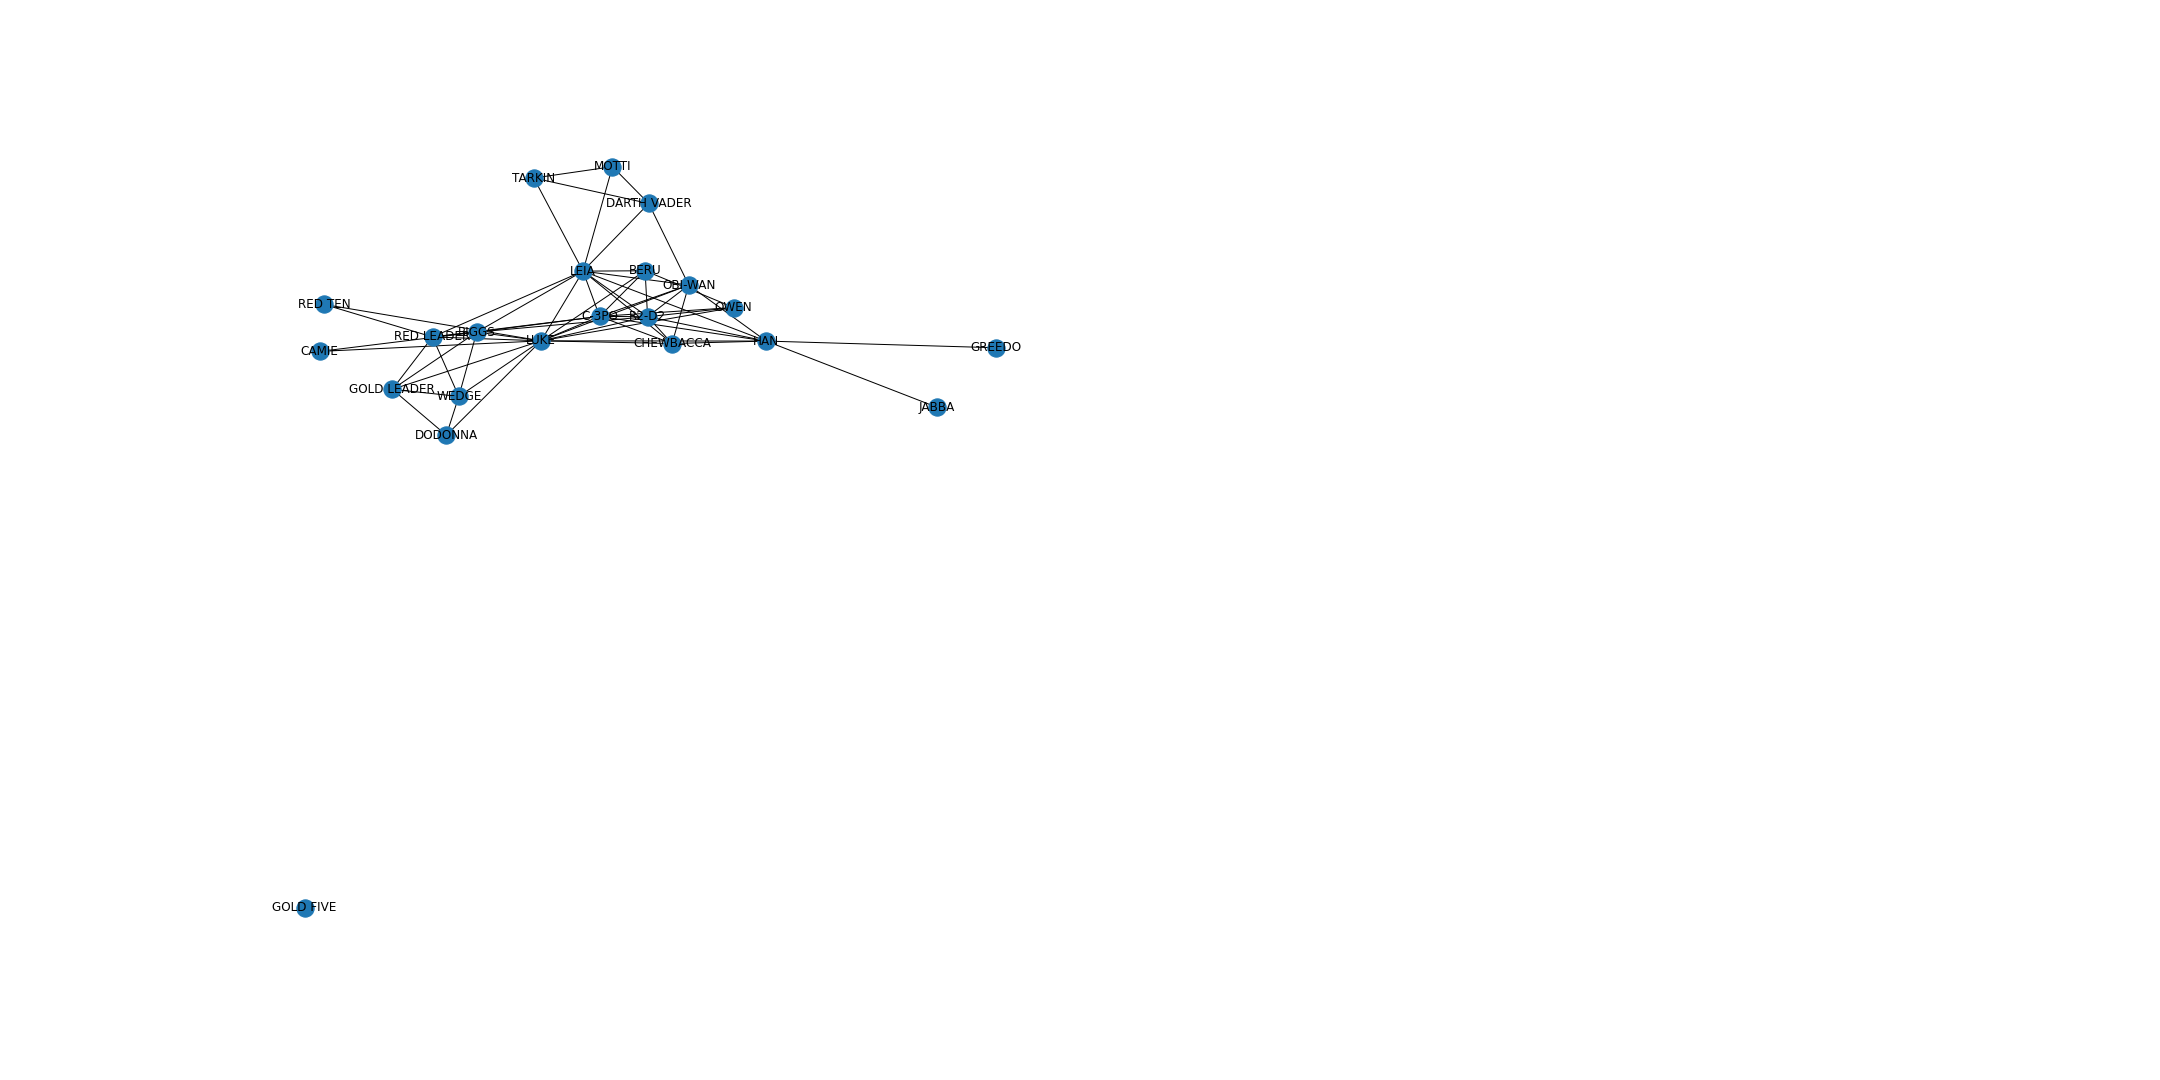 MOTTI
TARKIN
DARTH VADER
LEIA
BERU
OBI-WAN
RED TEN
OWEN
C-3PO
R2-D2
RED LEADER
BIGGS
LUKE
CHEWBACCA
HAN
CAMIE
GREEDO
GOLD LEADER
WEDGE
JABBA
DODONNA
GOLD FIVE